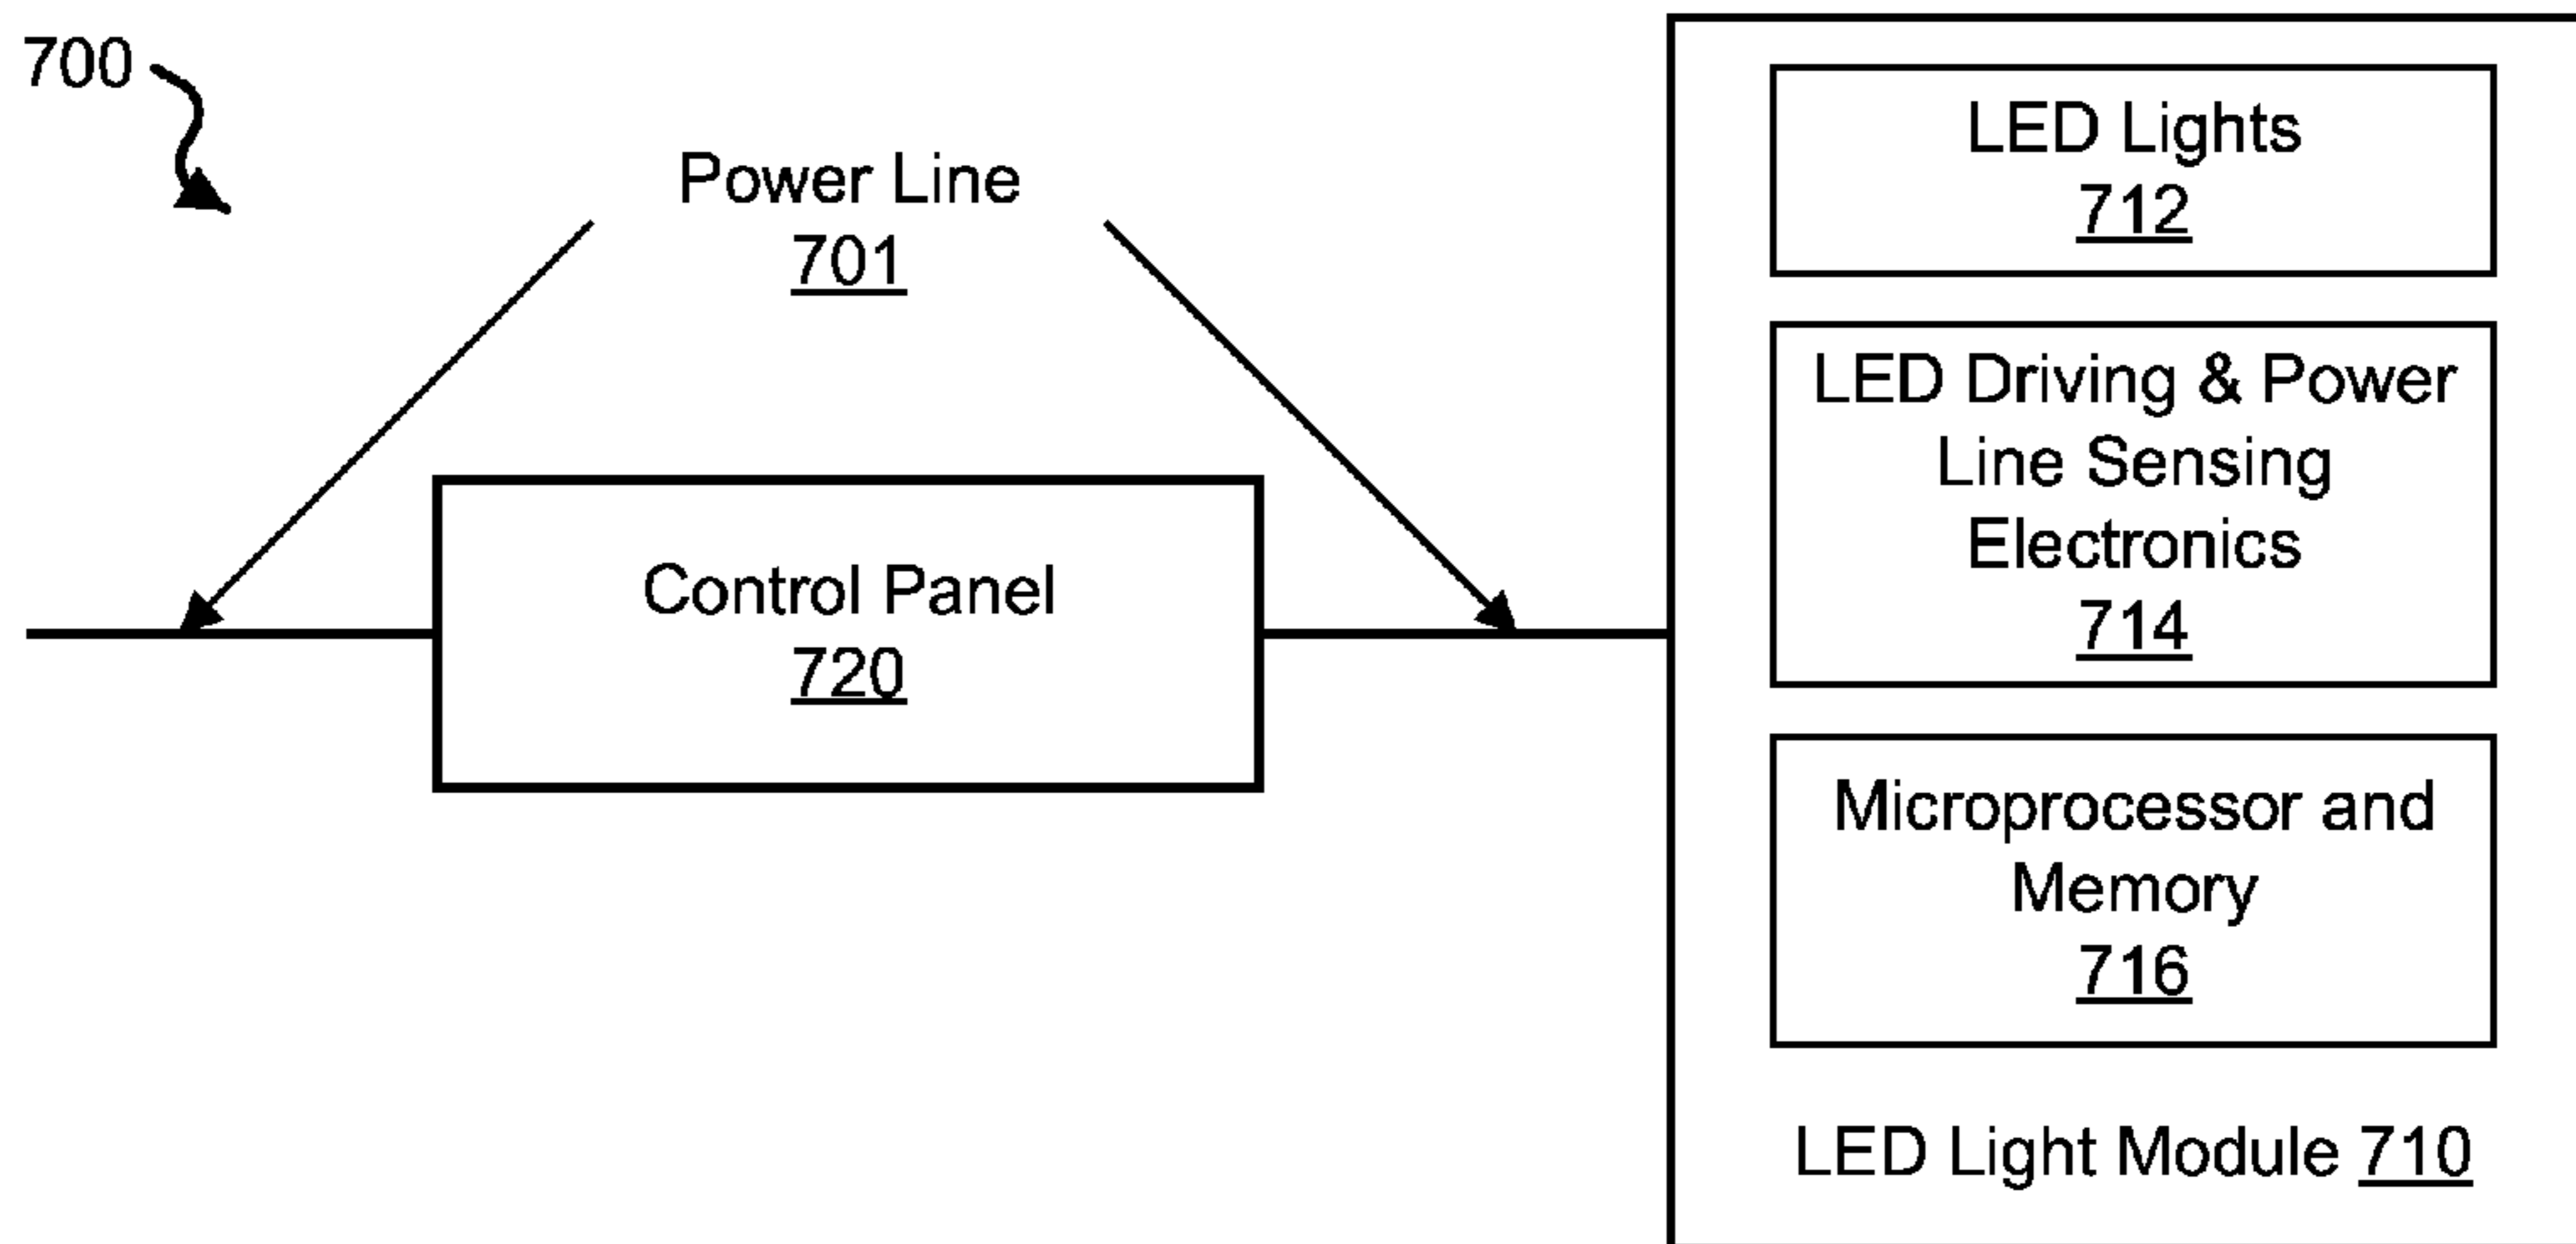 700
Power Line
701
Control Panel
720
LED Lights
712
LED Driving & Power
Line Sensing
Electronics
714
Microprocessor and
Memory
716
LED Light Module 710